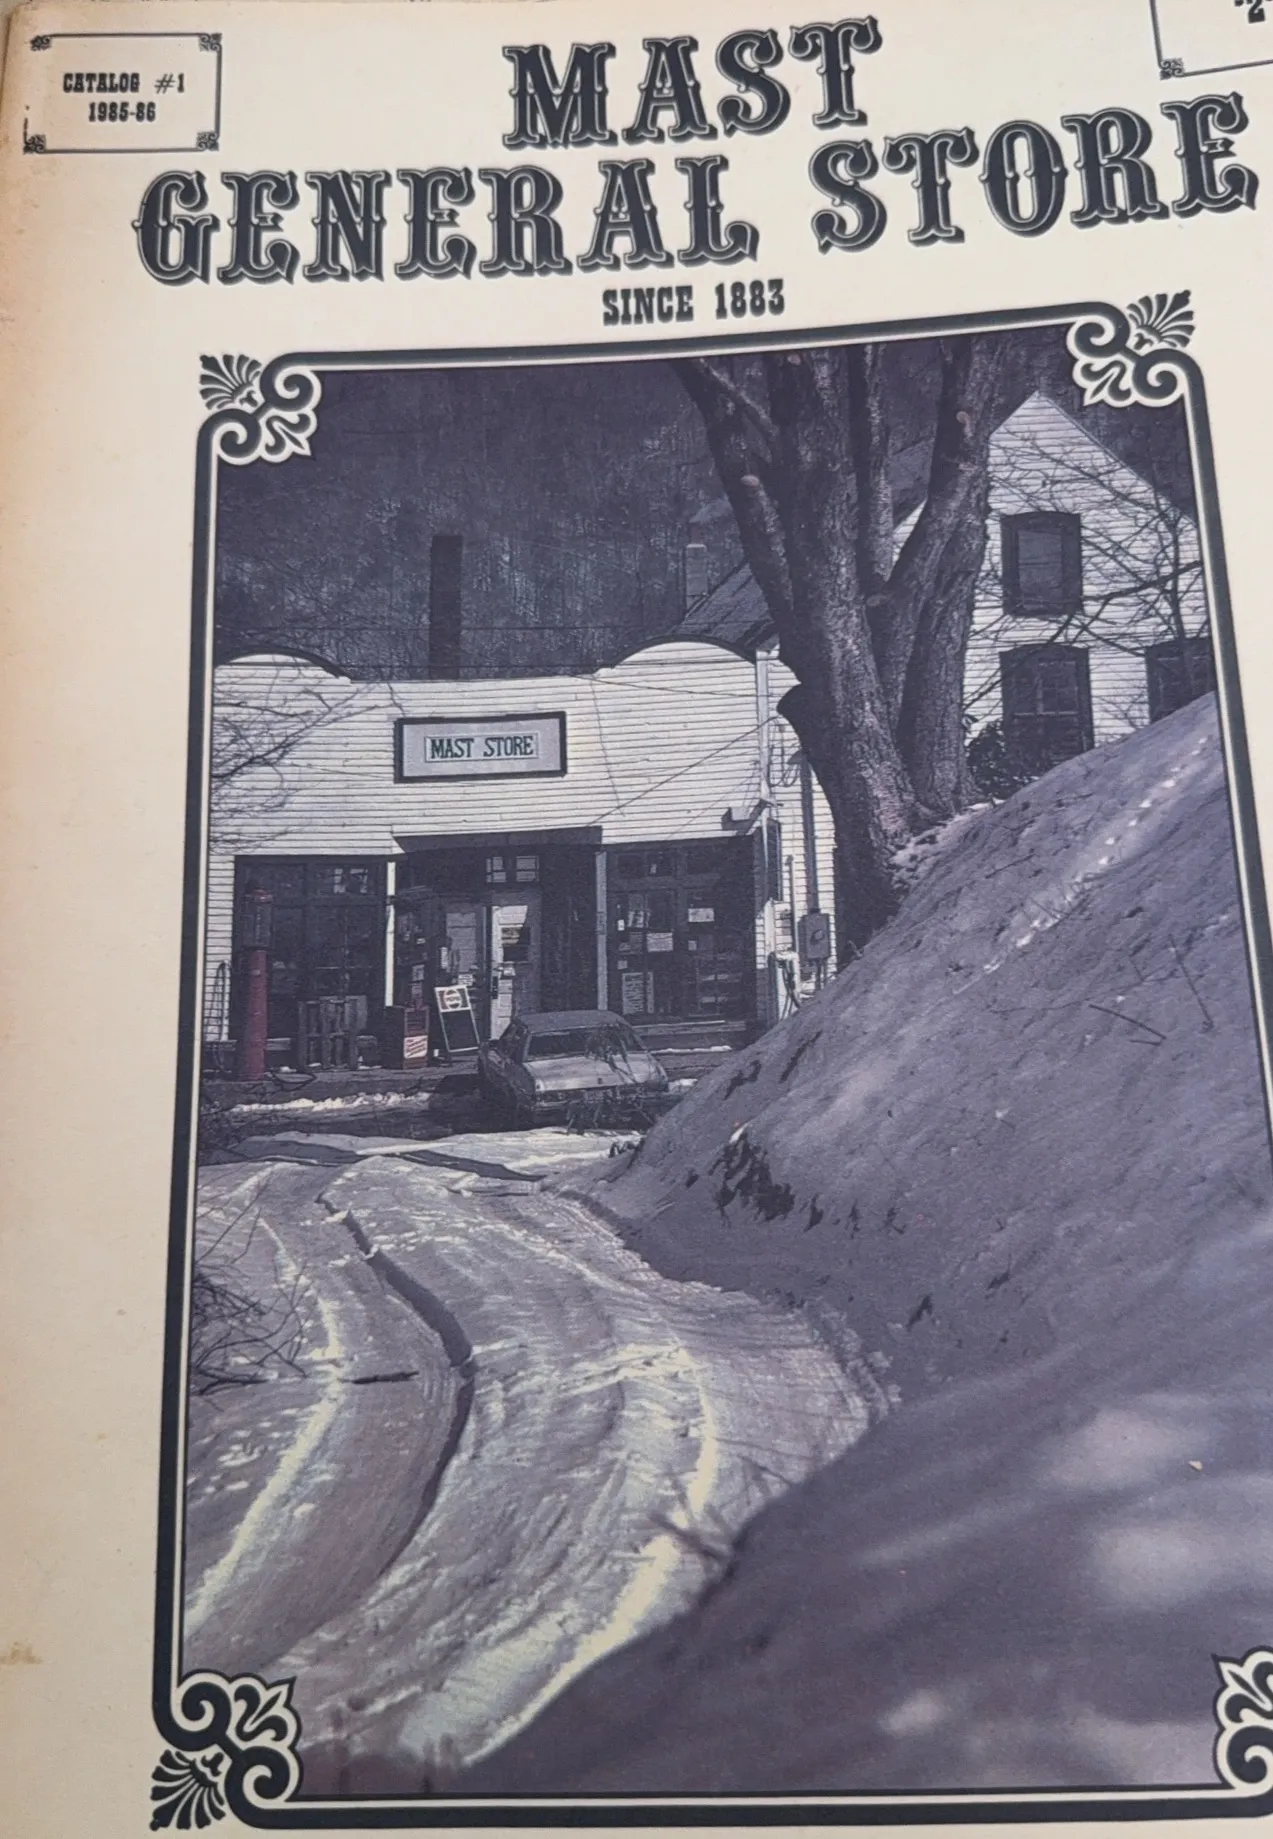 CATALOG #1
1985-86
MAST
GENERAL STORE
SINCE 1883
MAST STORE